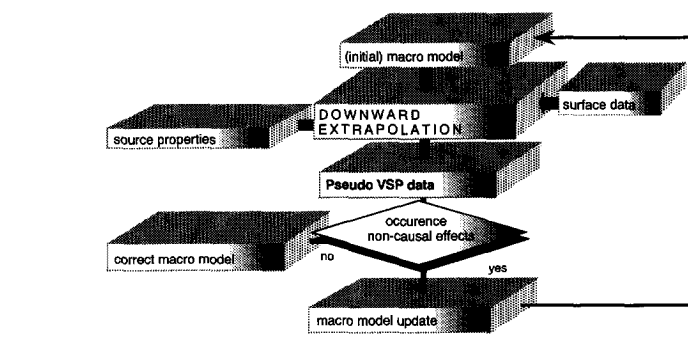 (initial) macro model
surface data
DOWNWARD
EXTRAPOLATION
source properties
Pseudo VSP data
occurence
non-causal effects
no
correct macro model
yes
macro model update